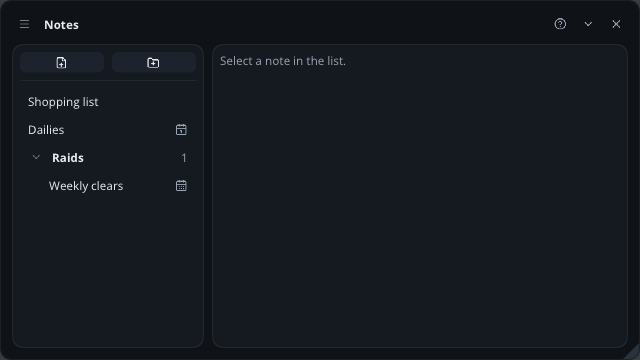 Notes
Select a note in the list.
Shopping list
Dailies
Raids 1
Weekly clears